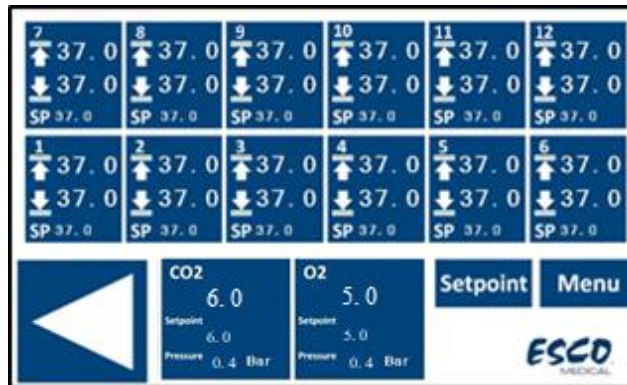 7 8 9 10 11 12
37.0 37.0 37.0 37.0 37.0 37.0
37.0 37.0 37.0 37.0 37.0 37.0
SP 37.0 SP 37.0 SP 37.0 SP 37.0 SP 37.0 SP 37.0
1 2 3 4 5 6
37.0 37.0 37.0 37.0 37.0 37.0
37.0 37.0 37.0 37.0 37.0 37.0
SP 37.0 SP 37.0 SP 37.0 SP 37.0 SP 37.0 SP 37.0
CO2 O2
6.0 5.0 Setpoint Menu
Setpoint Setpoint
6.0 5.0
Pressure 0.4 Bar Pressure 0.4 Bar
ESCO
MEDICAL